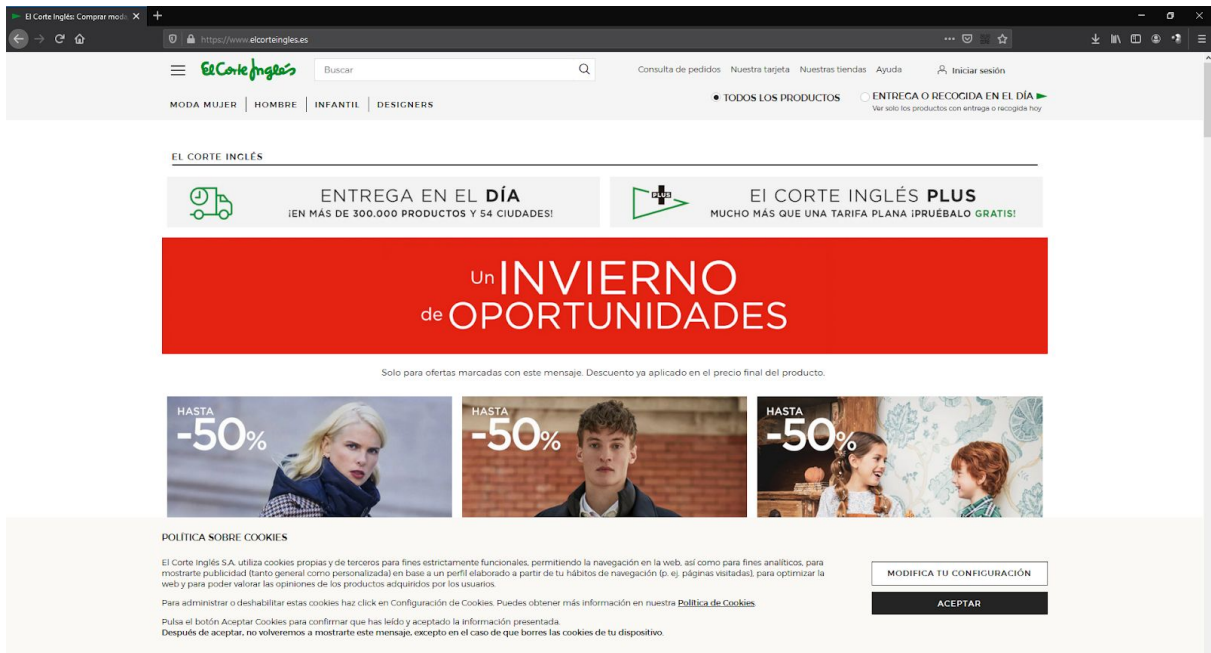 El Corte Inglés: Comprar moda,
https://www.elcorteingles.es
El Corte Inglés
Buscar
Consulta de pedidos Nuestra tarjeta Nuestras tiendas Ayuda Iniciar sesión
MODA MUJER HOMBRE INFANTIL DESIGNERS
TODOS LOS PRODUCTOS
ENTREGA O RECOGIDA EN EL DÍA
Ver solo los productos con entrega o recogida hoy
EL CORTE INGLÉS
ENTREGA EN EL DÍA
¡EN MÁS DE 300.000 PRODUCTOS Y 54 CIUDADES!
PLUS
El CORTE INGLÉS PLUS
MUCHO MÁS QUE UNA TARIFA PLANA ¡PRUÉBALO GRATIS!
Un INVIERNO
de OPORTUNIDADES
Solo para ofertas marcadas con este mensaje. Descuento ya aplicado en el precio final del producto.
HASTA
-50%
HASTA
-50%
HASTA
-50%
POLÍTICA SOBRE COOKIES
El Corte Inglés S.A. utiliza cookies propias y de terceros para fines estrictamente funcionales, permitiendo la navegación en la web, así como para fines analíticos, para
mostrarte publicidad (tanto general como personalizada) en base a un perfil elaborado a partir de tu hábitos de navegación (p. ej. páginas visitadas), para optimizar la
web y para poder valorar las opiniones de los productos adquiridos por los usuarios.
Para administrar o deshabilitar estas cookies haz click en Configuración de Cookies. Puedes obtener más información en nuestra Política de Cookies.
Pulsa el botón Aceptar Cookies para confirmar que has leído y aceptado la información presentada.
Después de aceptar, no volveremos a mostrarte este mensaje, excepto en el caso de que borres las cookies de tu dispositivo.
MODIFICA TU CONFIGURACIÓN
ACEPTAR